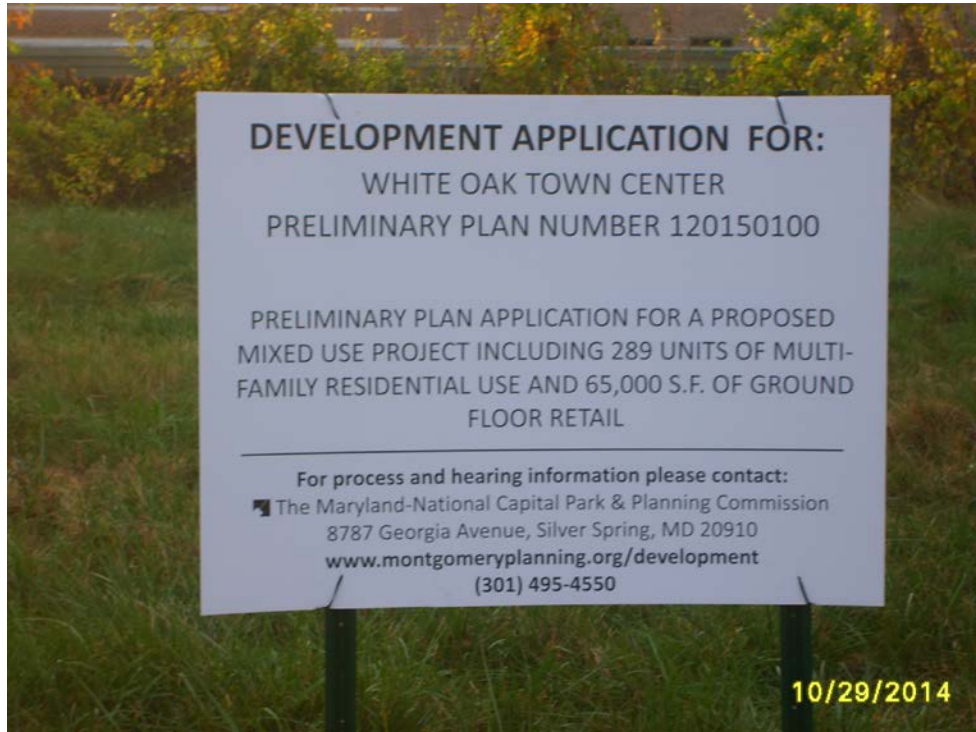 DEVELOPMENT APPLICATION FOR:
WHITE OAK TOWN CENTER
PRELIMINARY PLAN NUMBER 120150100
PRELIMINARY PLAN APPLICATION FOR A PROPOSED
MIXED USE PROJECT INCLUDING 289 UNITS OF MULTI-
FAMILY RESIDENTIAL USE AND 65,000 S.F. OF GROUND
FLOOR RETAIL
For process and hearing information please contact:
The Maryland-National Capital Park & Planning Commission
8787 Georgia Avenue, Silver Spring, MD 20910
www.montgomeryplanning.org/development
(301) 495-4550
10/29/2014